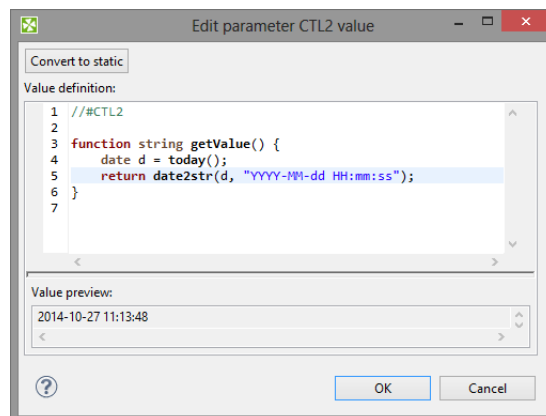 Edit parameter CTL2 value
Convert to static
Value definition:
1 //#CTL2
2
3 function string getValue() {
4 date d = today();
5 return date2str(d, "YYYY-MM-dd HH:mm:ss");
6 }
7
Value preview:
2014-10-27 11:13:48
OK Cancel